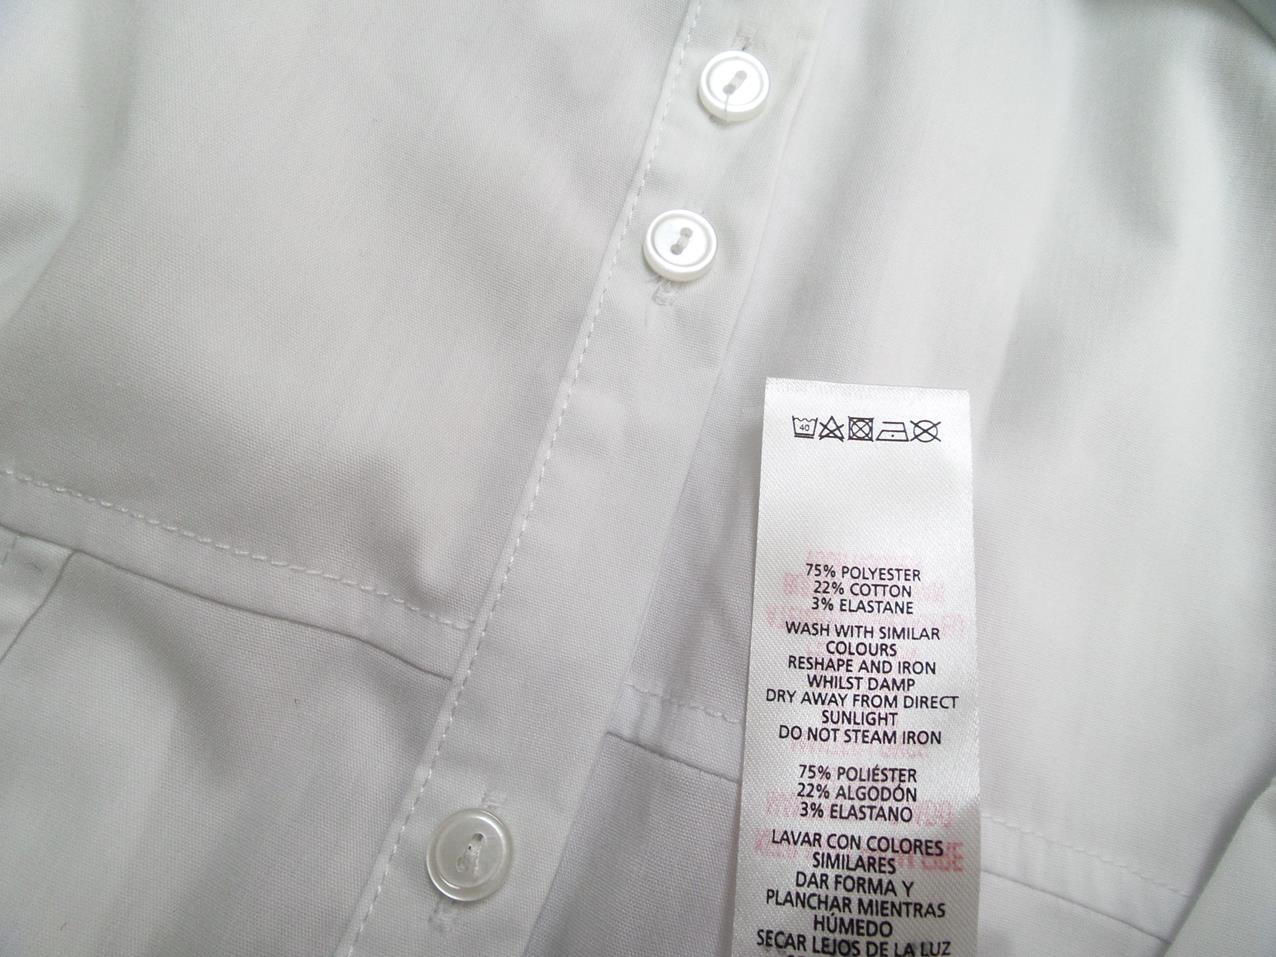 40
75% POLYESTER
22% COTTON
3% ELASTANE
WASH WITH SIMILAR
COLOURS
RESHAPE AND IRON
WHILST DAMP
DRY AWAY FROM DIRECT
SUNLIGHT
DO NOT STEAM IRON
75% POLIÉSTER
22% ALGODÓN
3% ELASTANO
LAVAR CON COLORES
SIMILARES
DAR FORMA Y
PLANCHAR MIENTRAS
HÚMEDO
SECAR LEJOS DE LA LUZ